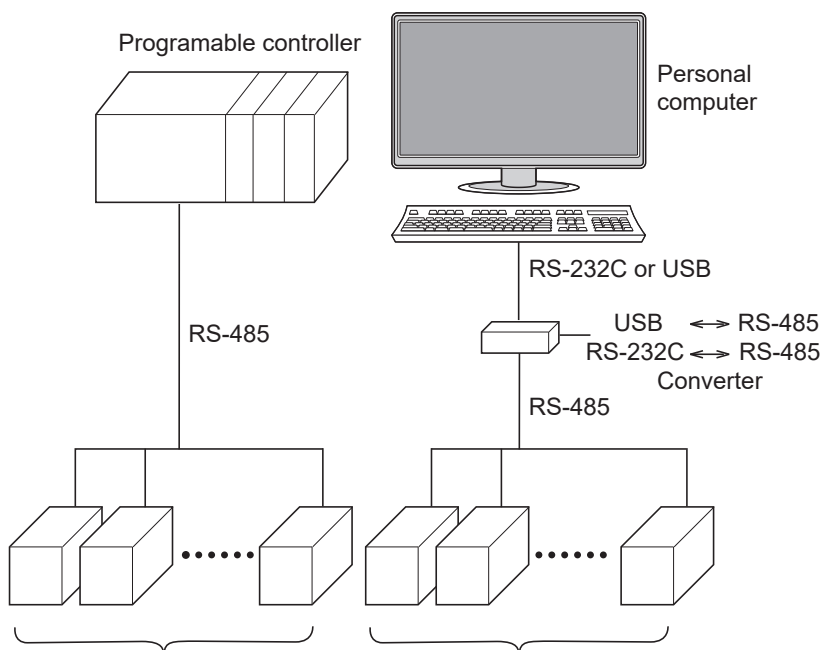 Programable controller
Personal
computer
RS-232C or USB
USB ↔ RS-485
RS-232C ↔ RS-485
Converter
RS-485
RS-485